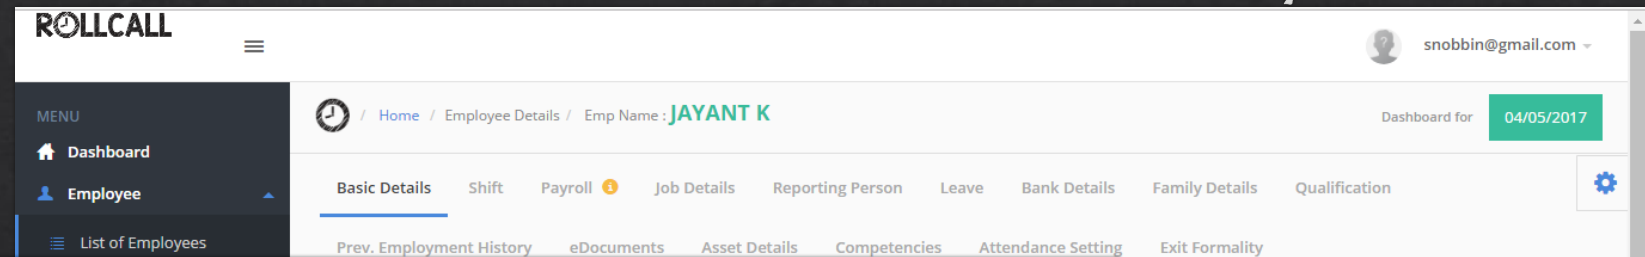 ROLLCALL
snobbin@gmail.com
MENU
/ Home / Employee Details / Emp Name : JAYANT K
Dashboard for 04/05/2017
Dashboard
Employee
List of Employees
Basic Details Shift Payroll Job Details Reporting Person Leave Bank Details Family Details Qualification
Prev. Employment History eDocuments Asset Details Competencies Attendance Setting Exit Formality